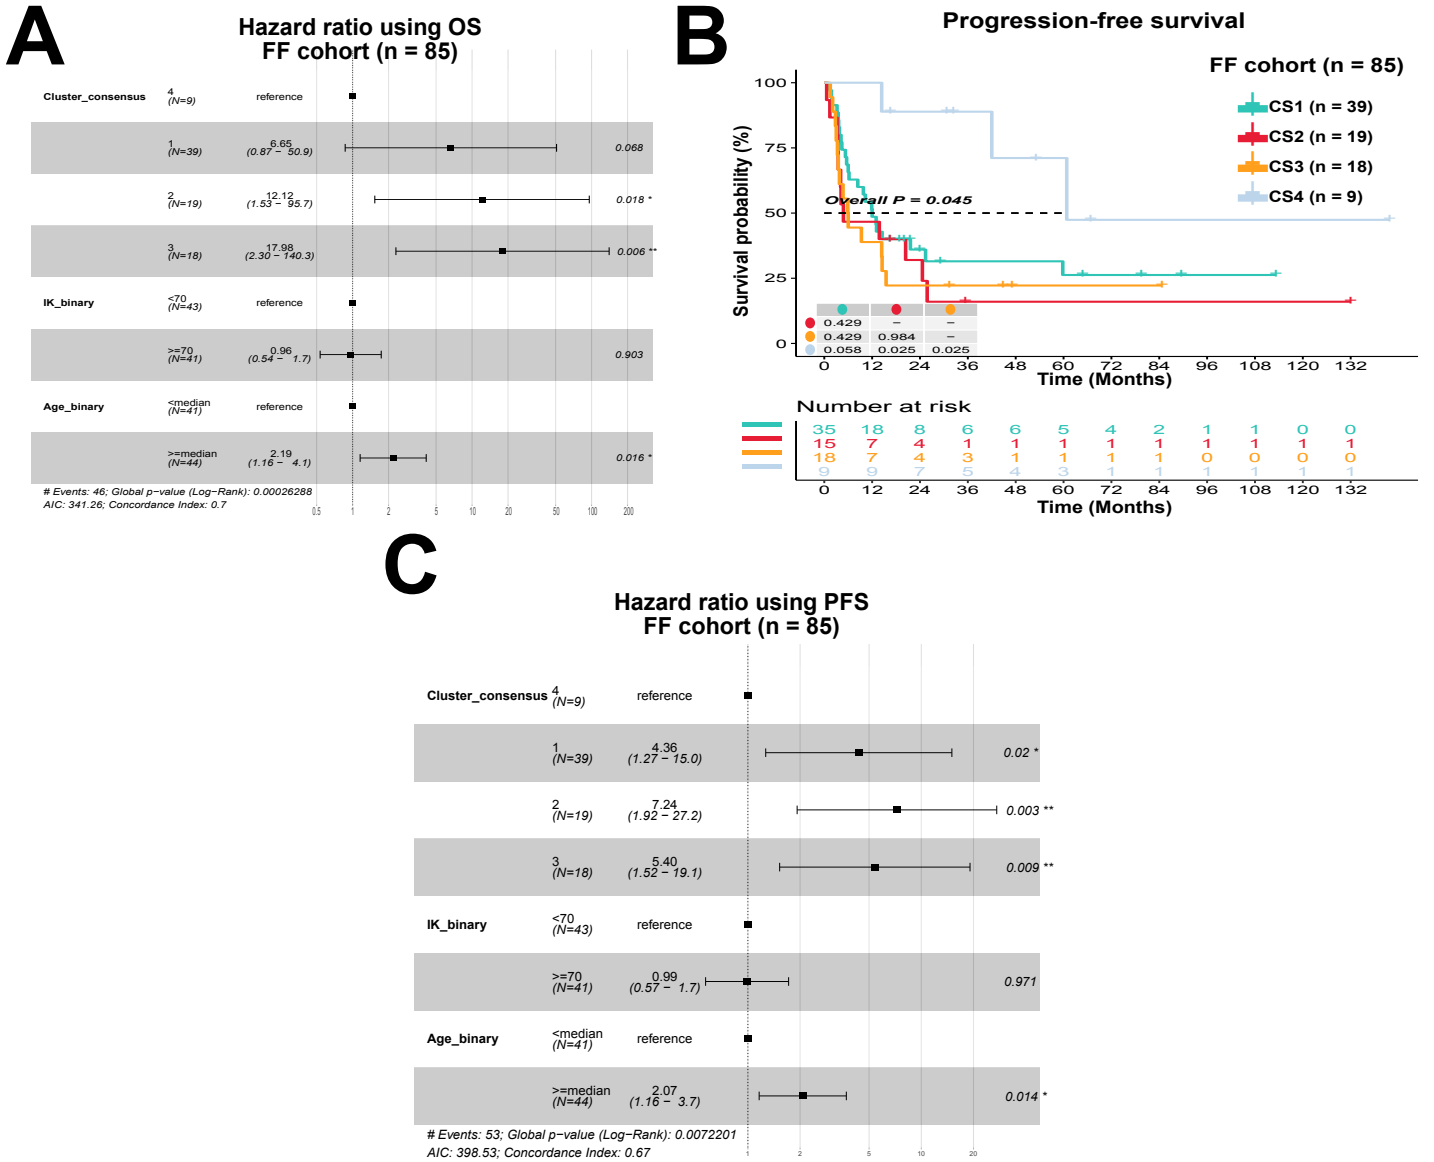 A
Hazard ratio using OS
FF cohort (n = 85)
Cluster_consensus 4 (N=9) reference
1 (N=39) 6.65 (0.87 − 50.9) 0.068
2 (N=19) 12.12 (1.53 − 95.7) 0.018 *
3 (N=18) 17.98 (2.30 − 140.3) 0.006 **
IK_binary <70 (N=43) reference
>=70 (N=41) 0.96 (0.54 − 1.7) 0.903
Age_binary <median (N=41) reference
>=median (N=44) 2.19 (1.16 − 4.1) 0.016 *
# Events: 46; Global p−value (Log−Rank): 0.00026288
AIC: 341.26; Concordance Index: 0.7
0.5 1 2 5 10 20 50 100 200
B
Progression-free survival
FF cohort (n = 85)
CS1 (n = 39)
CS2 (n = 19)
CS3 (n = 18)
CS4 (n = 9)
Survival probability (%)
100
75
50
25
0
Overall P = 0.045
0.429 − −
0.429 0.984 −
0.058 0.025 0.025
0 12 24 36 48 60 72 84 96 108 120 132
Time (Months)
Number at risk
35 18 8 6 6 5 4 2 1 1 0 0
15 7 4 1 1 1 1 1 1 1 1 1
18 7 4 3 1 1 1 1 0 0 0 0
9 9 7 5 4 3 1 1 1 1 1 1
0 12 24 36 48 60 72 84 96 108 120 132
Time (Months)
C
Hazard ratio using PFS
FF cohort (n = 85)
Cluster_consensus 4 (N=9) reference
1 (N=39) 4.36 (1.27 − 15.0) 0.02 *
2 (N=19) 7.24 (1.92 − 27.2) 0.003 **
3 (N=18) 5.40 (1.52 − 19.1) 0.009 **
IK_binary <70 (N=43) reference
>=70 (N=41) 0.99 (0.57 − 1.7) 0.971
Age_binary <median (N=41) reference
>=median (N=44) 2.07 (1.16 − 3.7) 0.014 *
# Events: 53; Global p−value (Log−Rank): 0.0072201
AIC: 398.53; Concordance Index: 0.67
1 2 5 10 20